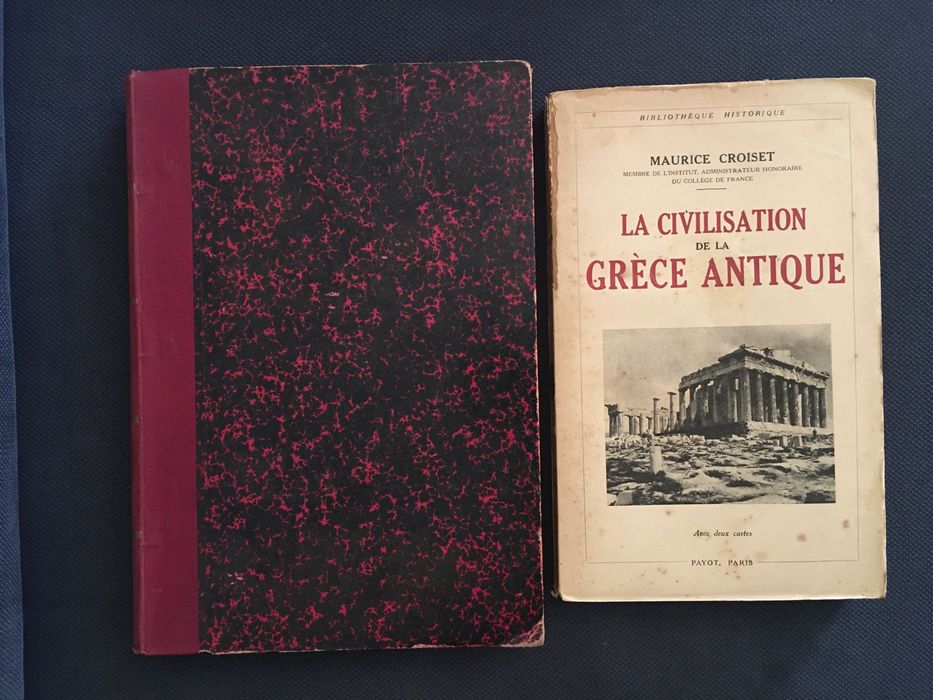 BIBLIOTHÈQUE HISTORIQUE
MAURICE CROISET
MEMBRE DE L'INSTITUT, ADMINISTRATEUR HONORAIRE
DU COLLÈGE DE FRANCE
LA CIVILISATION
DE LA
GRÈCE ANTIQUE
Avec deux cartes
PAYOT, PARIS